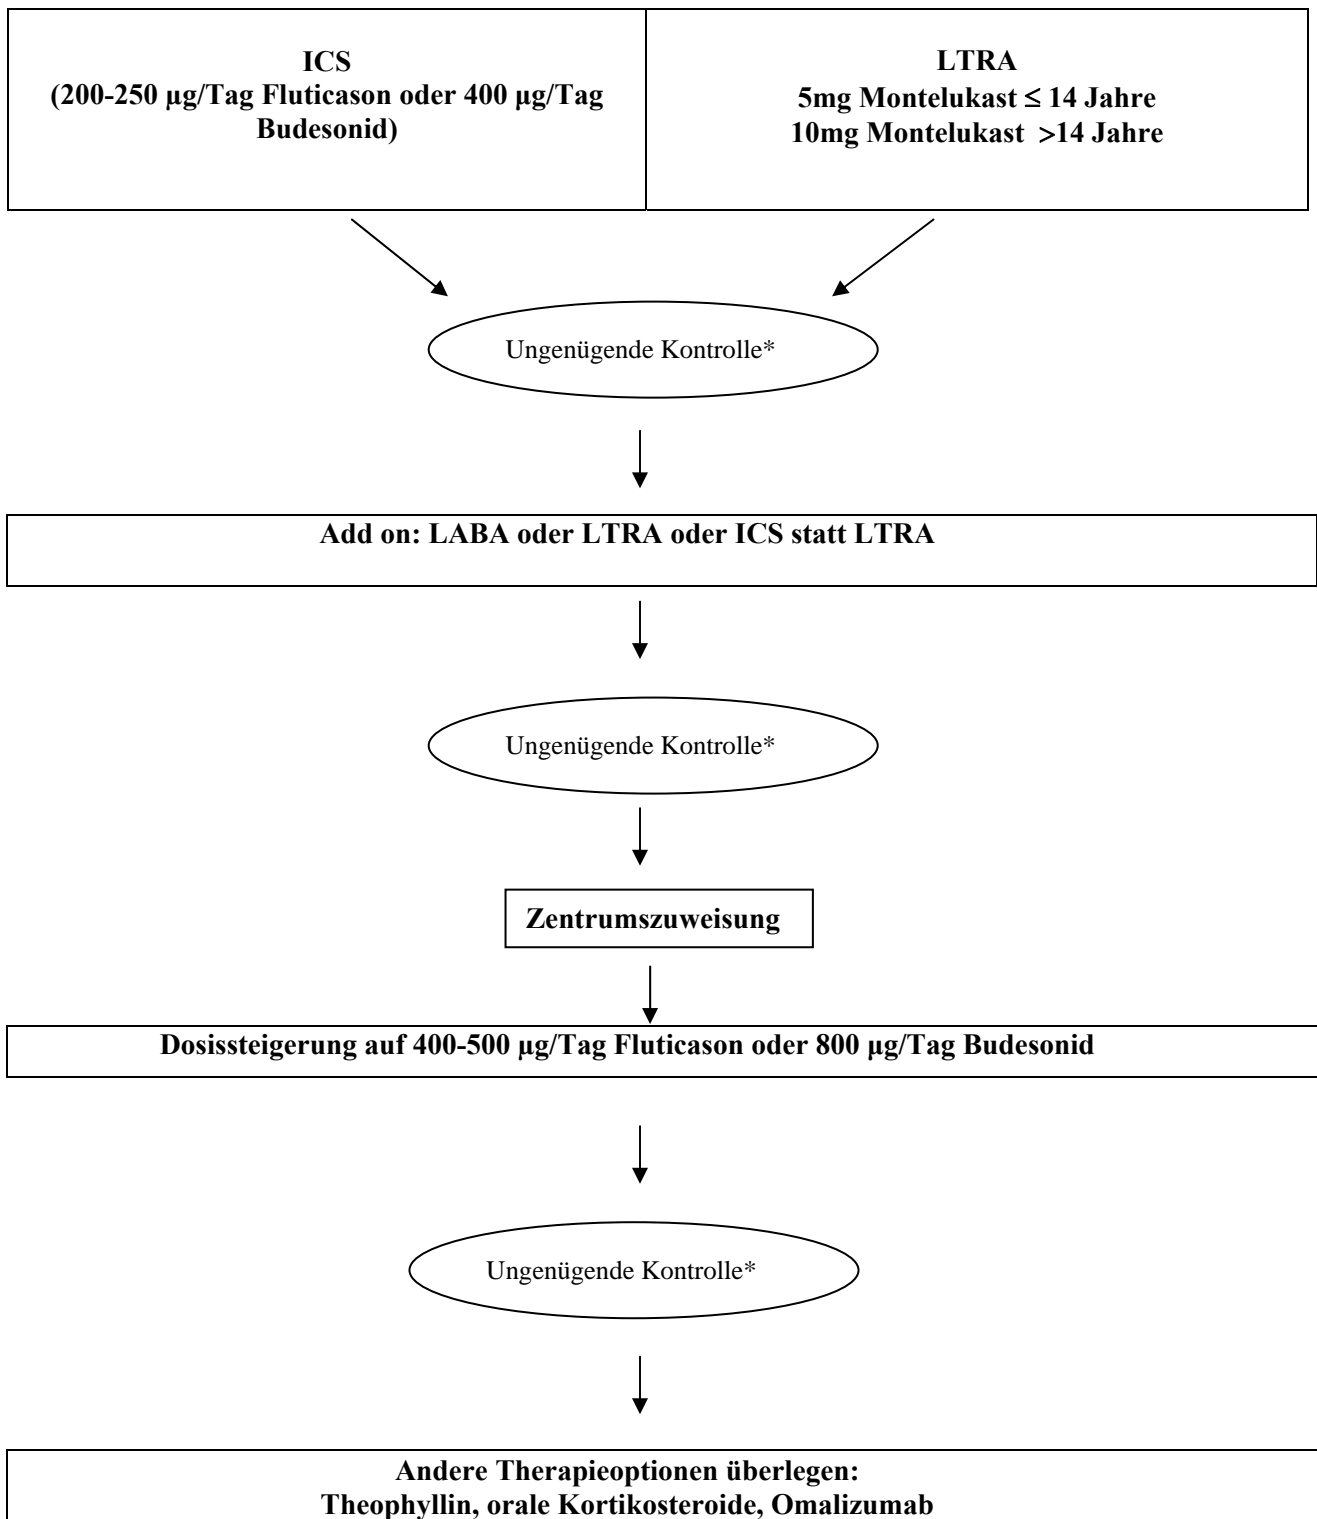 ICS
(200-250 µg/Tag Fluticason oder 400 µg/Tag
Budesonid)
LTRA
5mg Montelukast ≤ 14 Jahre
10mg Montelukast >14 Jahre
Ungenügende Kontrolle*
Add on: LABA oder LTRA oder ICS statt LTRA
Ungenügende Kontrolle*
Zentrumszuweisung
Dosissteigerung auf 400-500 µg/Tag Fluticason oder 800 µg/Tag Budesonid
Ungenügende Kontrolle*
Andere Therapieoptionen überlegen:
Theophyllin, orale Kortikosteroide, Omalizumab